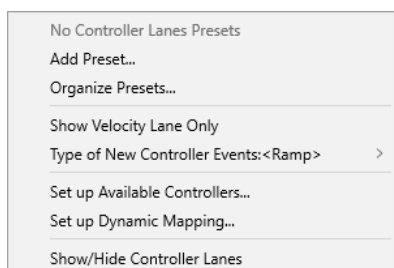 No Controller Lanes Presets
Add Preset...
Organize Presets...
Show Velocity Lane Only
Type of New Controller Events:<Ramp> >
Set up Available Controllers...
Set up Dynamic Mapping...
Show/Hide Controller Lanes